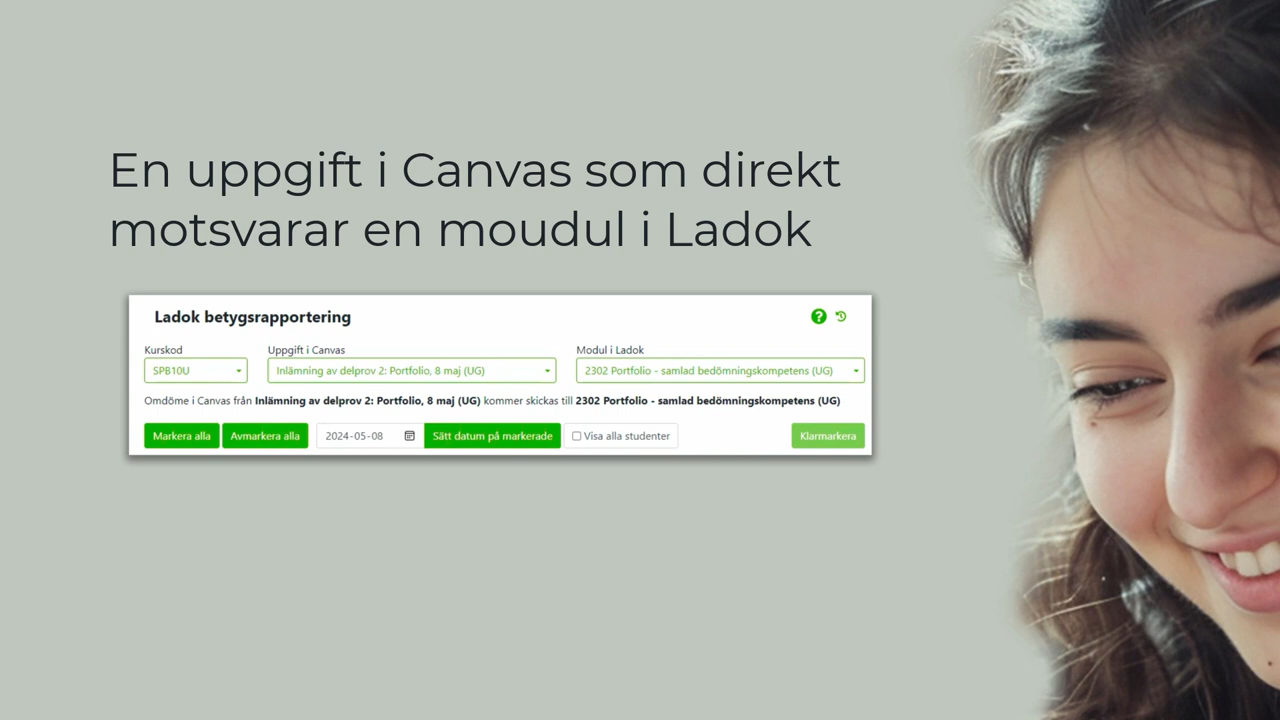 En uppgift i Canvas som direkt
motsvarar en moudul i Ladok
Ladok betygsrapportering
Kurskod Uppgift i Canvas Modul i Ladok
SPB10U Inlämning av delprov 2: Portfolio, 8 maj (UG) 2302 Portfolio - samlad bedömningskompetens (UG)
Omdöme i Canvas från Inlämning av delprov 2: Portfolio, 8 maj (UG) kommer skickas till 2302 Portfolio - samlad bedömningskompetens (UG)
Markera alla Avmarkera alla 2024-05-08 Sätt datum på markerade Visa alla studenter Klarmarkera